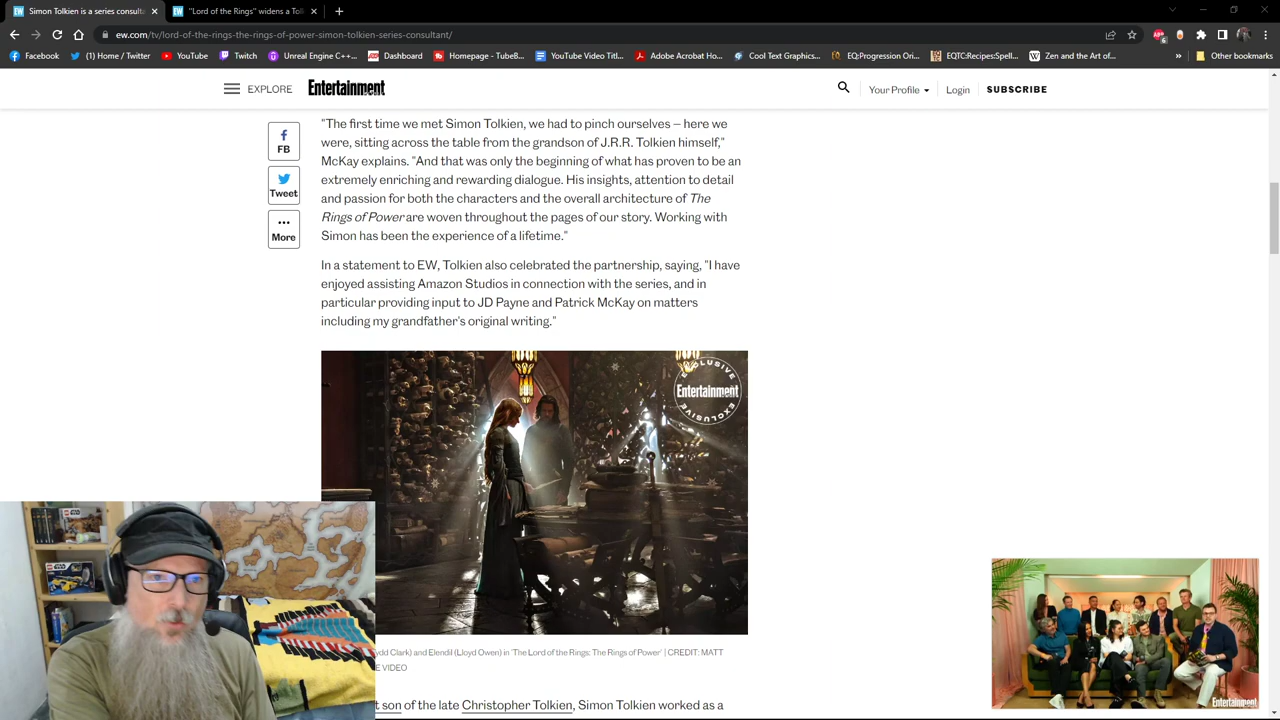 Simon Tolkien is a series consulta
"Lord of the Rings" widens a Tolk
ew.com/tv/lord-of-the-rings-the-rings-of-power-simon-tolkien-series-consultant/
Facebook
(1) Home / Twitter
YouTube
Twitch
Unreal Engine C++...
Dashboard
Homepage - TubeB...
YouTube Video Titl...
Adobe Acrobat Ho...
Cool Text Graphics...
EQ:Progression Ori...
EQTC:Recipes:Spell...
Zen and the Art of...
Other bookmarks
EXPLORE
Entertainment
Your Profile
Login
SUBSCRIBE
FB
Tweet
More
"The first time we met Simon Tolkien, we had to pinch ourselves — here we
were, sitting across the table from the grandson of J.R.R. Tolkien himself,"
McKay explains. "And that was only the beginning of what has proven to be an
extremely enriching and rewarding dialogue. His insights, attention to detail
and passion for both the characters and the overall architecture of The
Rings of Power are woven throughout the pages of our story. Working with
Simon has been the experience of a lifetime."
In a statement to EW, Tolkien also celebrated the partnership, saying, "I have
enjoyed assisting Amazon Studios in connection with the series, and in
particular providing input to JD Payne and Patrick McKay on matters
including my grandfather's original writing."
EXCLUSIVE
Entertainment
EXCLUSIVE
ydd Clark) and Elendil (Lloyd Owen) in 'The Lord of the Rings: The Rings of Power' | CREDIT: MATT
E VIDEO
t son of the late Christopher Tolkien, Simon Tolkien worked as a
Entertainment